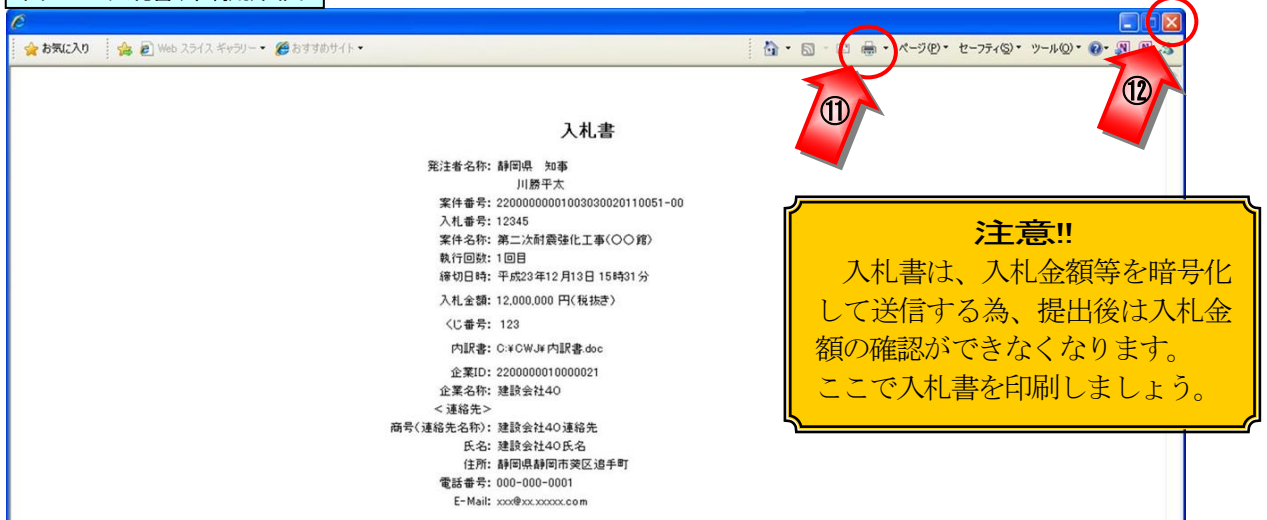 お気に入り
Web スライス ギャラリー
おすすめサイト
ページ(P)
セーフティ(S)
ツール(O)
⑪
⑫
入札書
発注者名称: 静岡県 知事
川勝平太
案件番号: 22000000001003030020110051-00
入札番号: 12345
案件名称: 第二次耐震強化工事(〇〇館)
執行回数: 1回目
締切日時: 平成23年12月13日 15時31分
入札金額: 12,000,000 円(税抜き)
くじ番号: 123
内訳書: C:¥CWJ¥内訳書.doc
企業ID: 2200000010000021
企業名称: 建設会社40
<連絡先>
商号(連絡先名称): 建設会社40連絡先
氏名: 建設会社40氏名
住所: 静岡県静岡市葵区追手町
電話番号: 000-000-0001
E-Mail: xxx@xx.xxxxx.com
注意!!
入札書は、入札金額等を暗号化
して送信する為、提出後は入札金
額の確認ができなくなります。
ここで入札書を印刷しましょう。